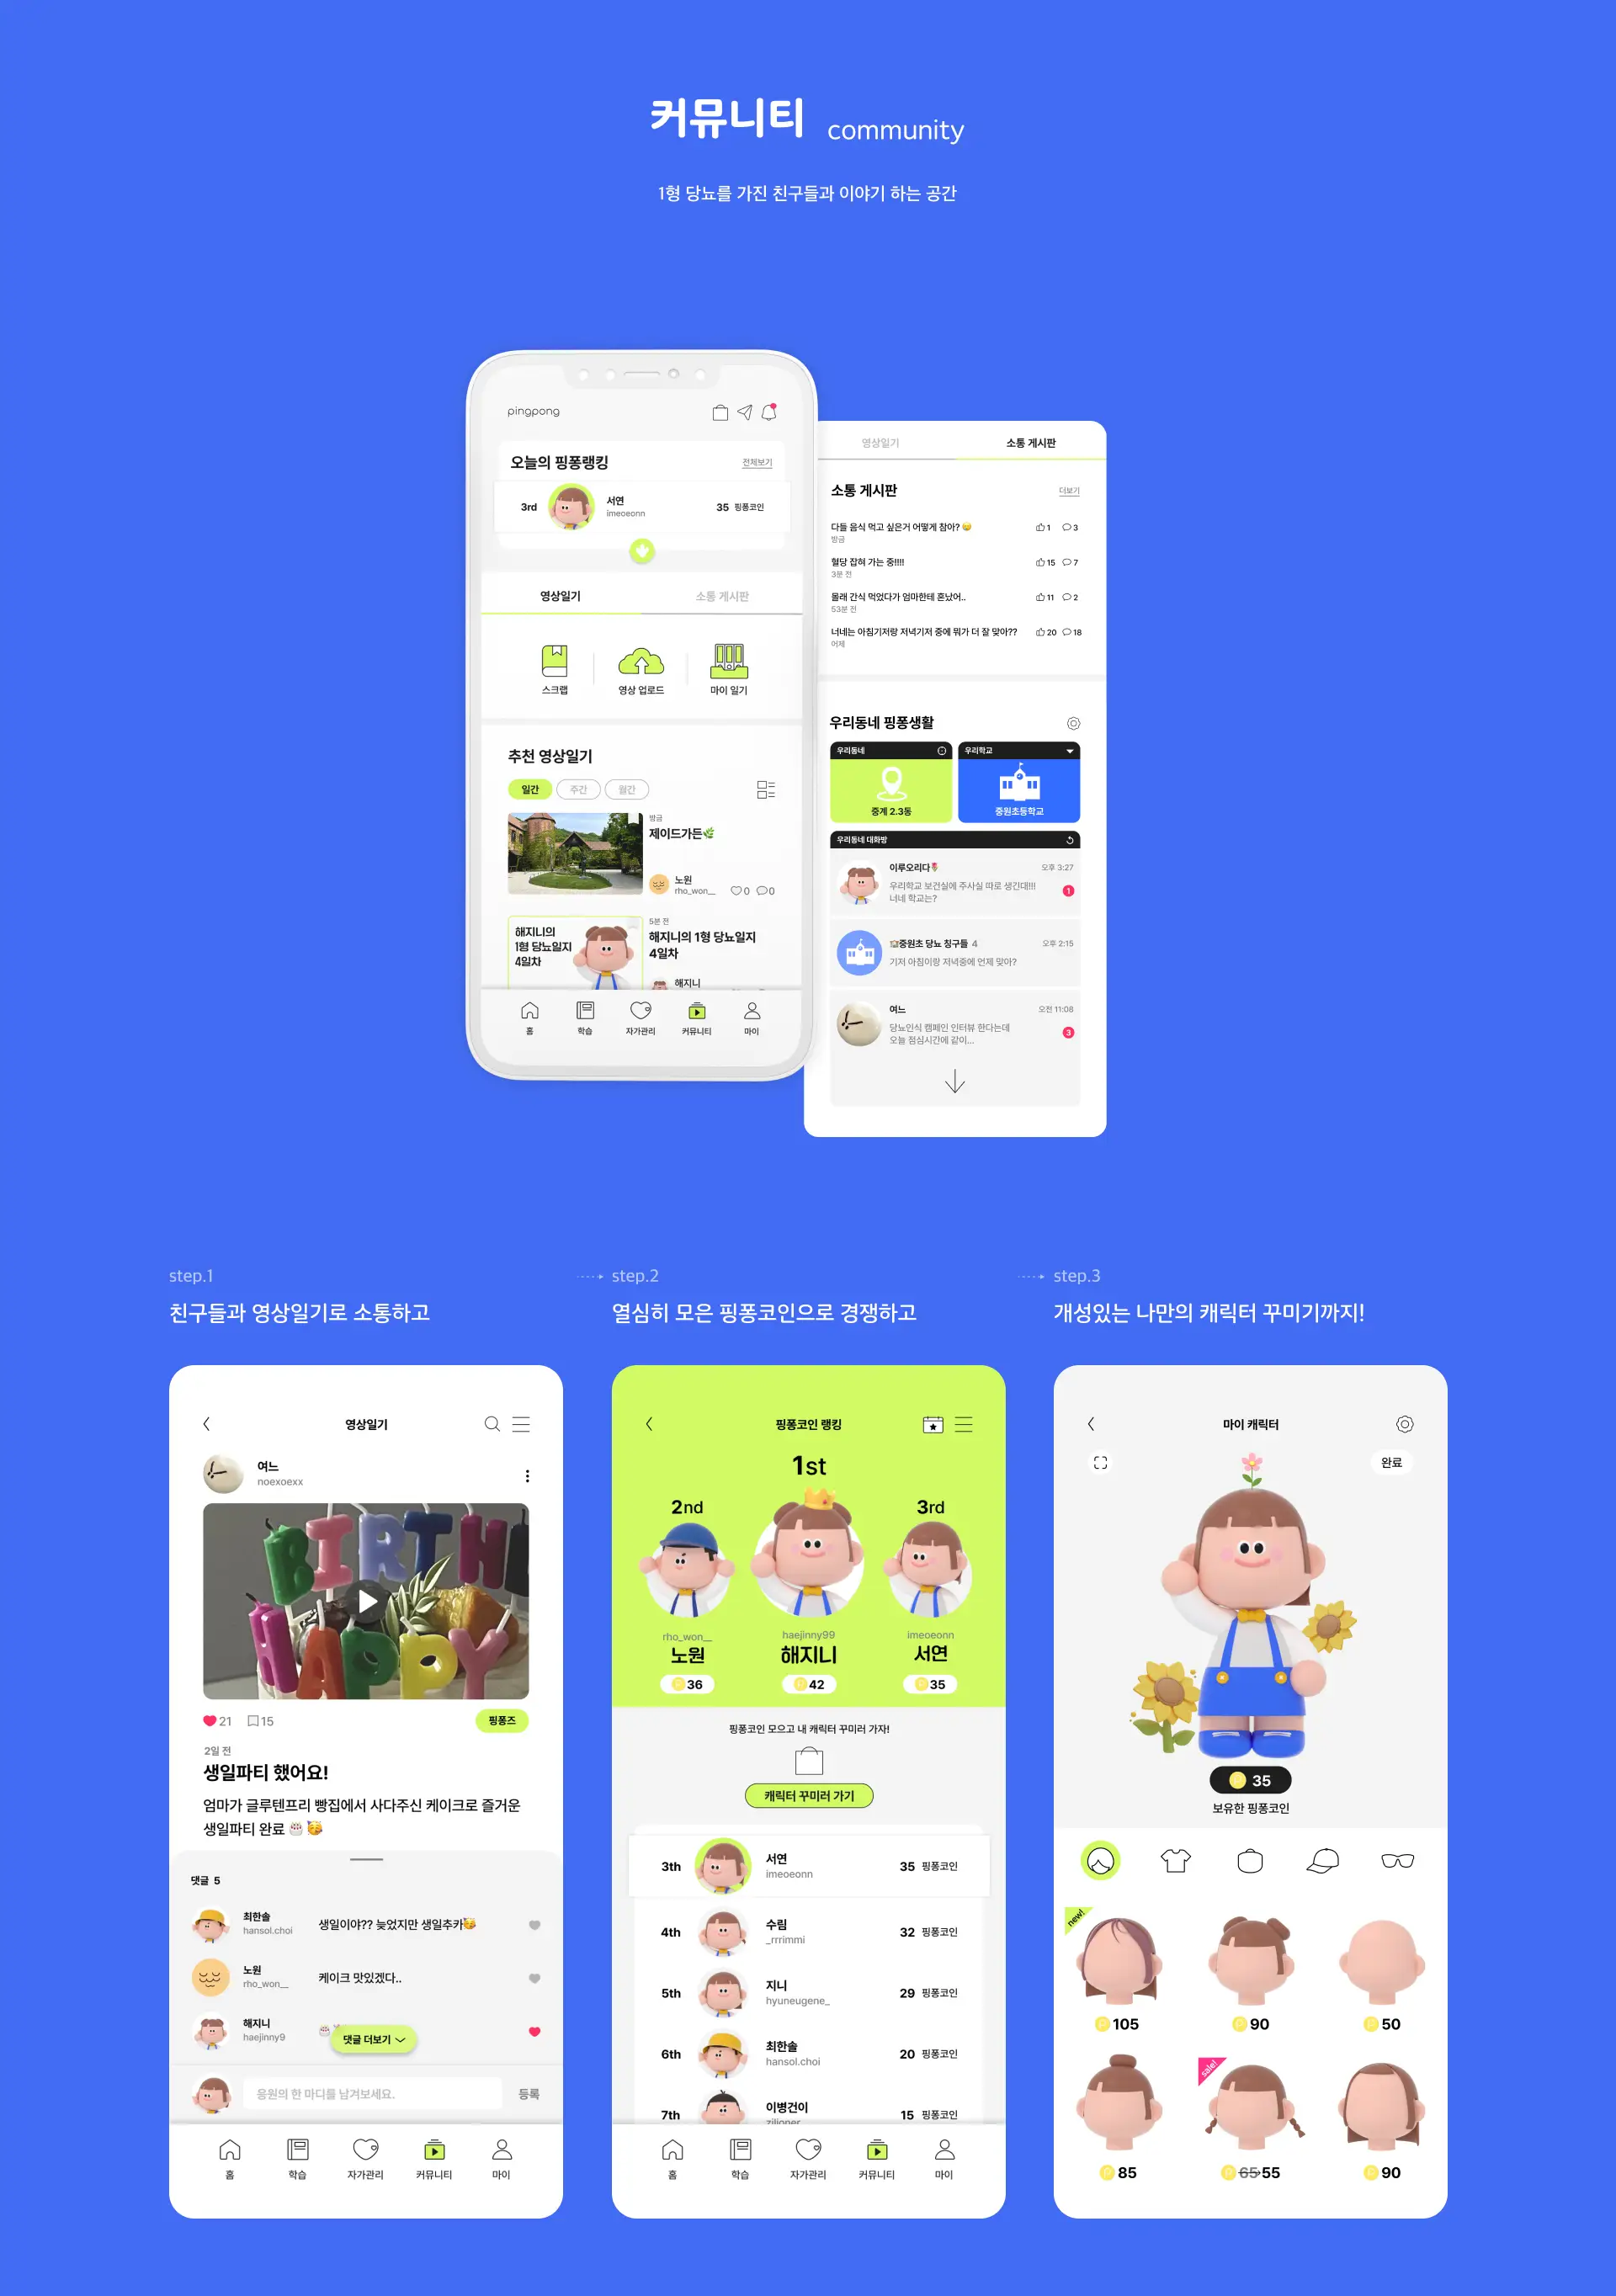 커뮤니티 community
1형 당뇨를 가진 친구들과 이야기 하는 공간
pingpong
오늘의 핑퐁랭킹
전체보기
3rd
서연
imeoeonn
35 핑퐁코인
영상일기
소통 게시판
스크랩
영상 업로드
마이 일기
추천 영상일기
일간
주간
월간
방금
제이드가든
노원
rho_won__
0
0
해지니의
1형 당뇨일지
4일차
5분 전
해지니의 1형 당뇨일지
4일차
해지니
홈
학습
자가관리
커뮤니티
마이
영상일기
소통 게시판
소통 게시판
더보기
다들 음식 먹고 싶은거 어떻게 참아?
1
3
방금
혈당 잡혀 가는 중!!!!
15
7
3분 전
몰래 간식 먹었다가 엄마한테 혼났어..
11
2
53분 전
너네는 아침기저랑 저녁기저 중에 뭐가 더 잘 맞아??
20
18
어제
우리동네 핑퐁생활
우리동네
중계 2.3동
우리학교
중원초등학교
우리동네 대화방
이루오리다
오후 3:27
우리학교 보건실에 주사실 따로 생긴대!!!
너네 학교는?
1
중원초 당뇨 칭구들 4
오후 2:15
기저 아침이랑 저녁중에 언제 맞아?
여느
오전 11:08
당뇨인식 캠페인 인터뷰 한다는데
오늘 점심시간에 같이...
3
step.1
친구들과 영상일기로 소통하고
step.2
열심히 모은 핑퐁코인으로 경쟁하고
step.3
개성있는 나만의 캐릭터 꾸미기까지!
영상일기
여느
noexoexx
BIRTH
HAPPY
21
15
핑퐁즈
2일 전
생일파티 했어요!
엄마가 글루텐프리 빵집에서 사다주신 케이크로 즐거운
생일파티 완료
댓글 5
최한솔
hansol.choi
생일이야?? 늦었지만 생일추카
노원
rho_won__
케이크 맛있겠다..
해지니
haejinny9
댓글 더보기
응원의 한 마디를 남겨보세요.
등록
홈
학습
자가관리
커뮤니티
마이
핑퐁코인 랭킹
1st
2nd
3rd
rho_won__
노원
36
haejinny99
해지니
42
imeoeonn
서연
35
핑퐁코인 모으고 내 캐릭터 꾸미러 가자!
캐릭터 꾸미러 가기
3th
서연
imeoeonn
35 핑퐁코인
4th
수림
_rrrimmi
32 핑퐁코인
5th
지니
hyuneugene_
29 핑퐁코인
6th
최한솔
hansol.choi
20 핑퐁코인
7th
이병건이
15 핑퐁코인
홈
학습
자가관리
커뮤니티
마이
마이 캐릭터
완료
35
보유한 핑퐁코인
new!
105
90
50
85
sale!
65 55
90